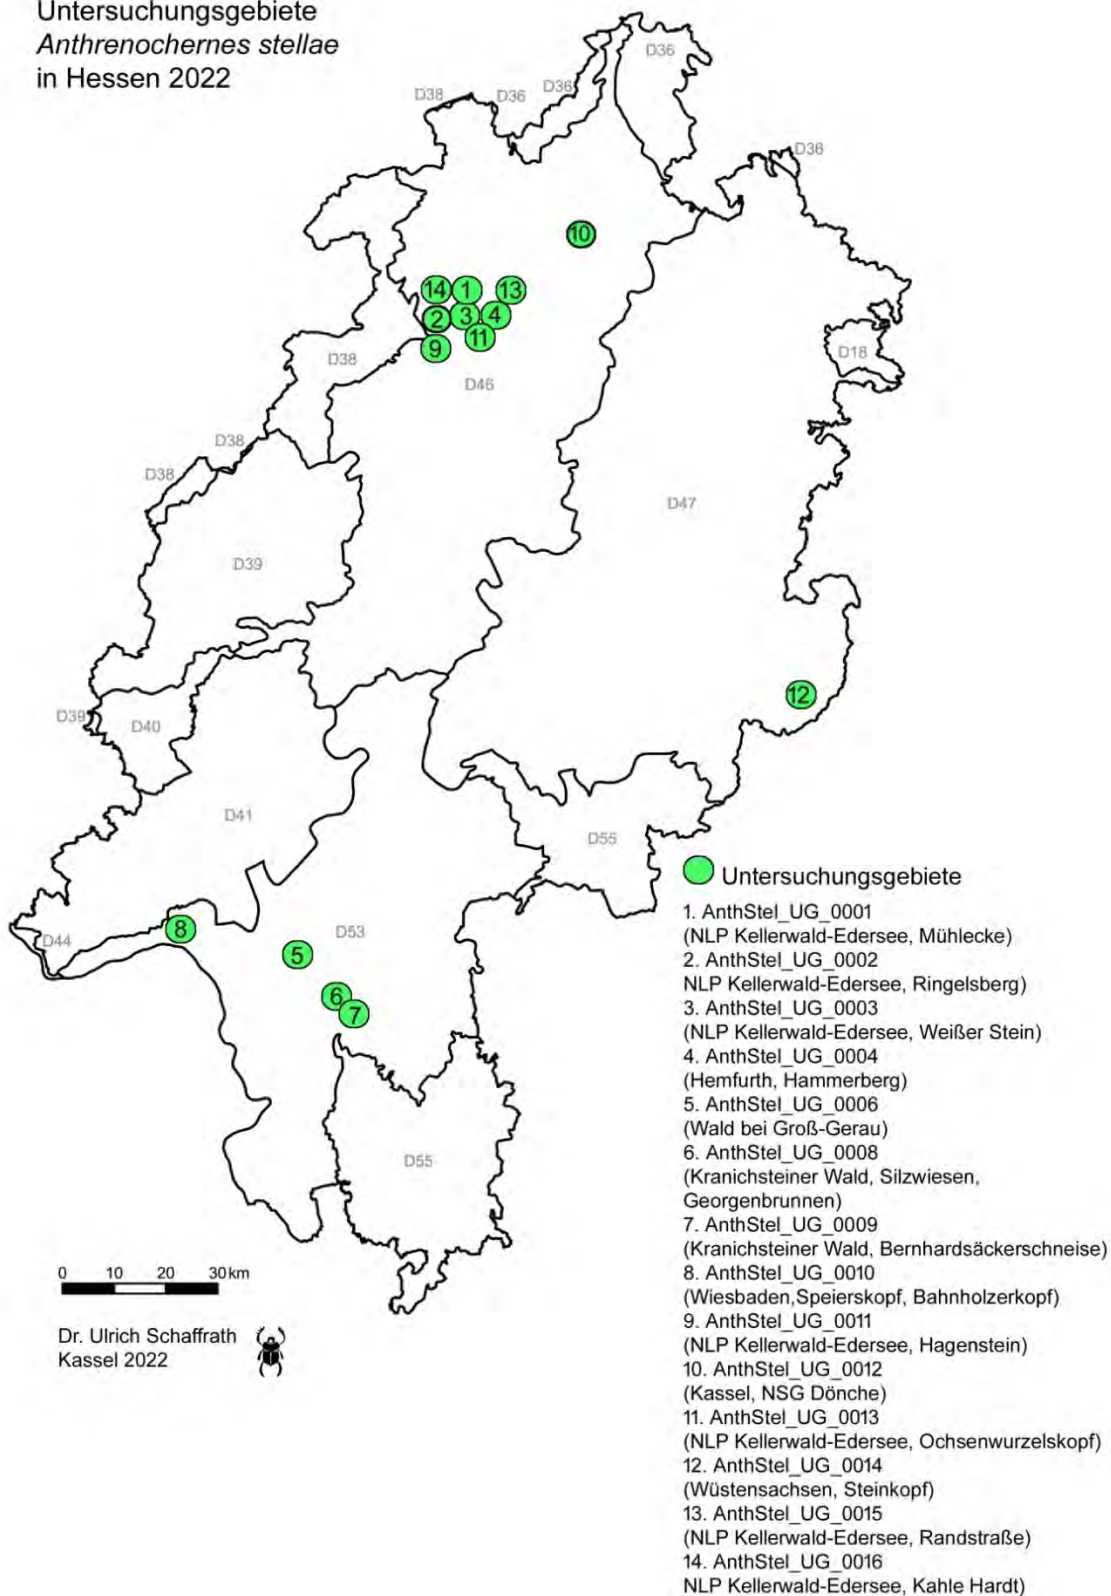 Untersuchungsgebiete
Anthrenochernes stellae
in Hessen 2022
D36
D38
D36
D36
D36
10
14
1
13
2
3
4
11
9
D38
D46
D18
D38
D38
D47
D39
12
D39
D40
D41
D55
8
D44
5
D53
6
7
D55
Untersuchungsgebiete
1. AnthStel_UG_0001
(NLP Kellerwald-Edersee, Mühlecke)
2. AnthStel_UG_0002
NLP Kellerwald-Edersee, Ringelsberg)
3. AnthStel_UG_0003
(NLP Kellerwald-Edersee, Weißer Stein)
4. AnthStel_UG_0004
(Hemfurth, Hammerberg)
5. AnthStel_UG_0006
(Wald bei Groß-Gerau)
6. AnthStel_UG_0008
(Kranichsteiner Wald, Silzwiesen,
Georgenbrunnen)
7. AnthStel_UG_0009
(Kranichsteiner Wald, Bernhardsäckerschneise)
8. AnthStel_UG_0010
(Wiesbaden,Speierskopf, Bahnholzerkopf)
9. AnthStel_UG_0011
(NLP Kellerwald-Edersee, Hagenstein)
10. AnthStel_UG_0012
(Kassel, NSG Dönche)
11. AnthStel_UG_0013
(NLP Kellerwald-Edersee, Ochsenwurzelskopf)
12. AnthStel_UG_0014
(Wüstensachsen, Steinkopf)
13. AnthStel_UG_0015
(NLP Kellerwald-Edersee, Randstraße)
14. AnthStel_UG_0016
NLP Kellerwald-Edersee, Kahle Hardt)
0 10 20 30 km
Dr. Ulrich Schaffrath
Kassel 2022